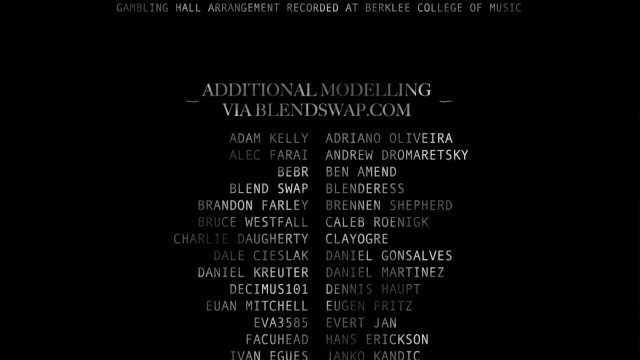 GAMBLING HALL ARRANGEMENT RECORDED AT BERKLEE COLLEGE OF MUSIC
ADDITIONAL MODELLING
VIA BLENDSWAP.COM
ADAM KELLY ADRIANO OLIVEIRA
ALEC FARAI ANDREW DROMARETSKY
BEBR BEN AMEND
BLEND SWAP BLENDERESS
BRANDON FARLEY BRENNEN SHEPHERD
BRUCE WESTFALL CALEB ROENIGK
CHARLIE DAUGHERTY CLAYOGRE
DALE CIESLAK DANIEL GONSALVES
DANIEL KREUTER DANIEL MARTINEZ
DECIMUS101 DENNIS HAUPT
EUAN MITCHELL EUGEN FRITZ
EVA3585 EVERT JAN
FACUHEAD HANS ERICKSON
IVAN EGUES JANKO KANDIC